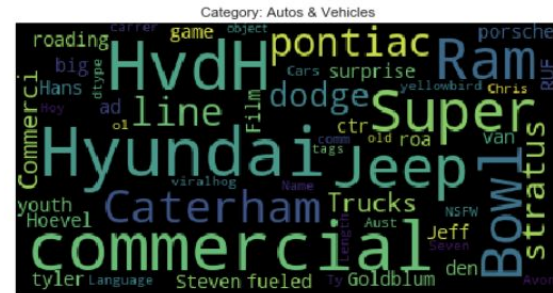 Category: Autos & Vehicles
carrer
object
roading
game
pontiac
porsche
big
HvdH
Ram
RUF
Hans
dtype
Cars
surprise
yellowbird
Chris
ad
line
Film
dodge
Super
Hoy
ol
ctr
old
roa
van
Commerci
Hyundai
comm
tags
Jeep
Bowl
stratus
viralhog
youth
Caterham
Name
Trucks
NSFW
Hoevel
Length
Aust
Jeff
Seven
commercial
den
tyler
Language
Steven
fueled
Ty
Goldblum
Avon